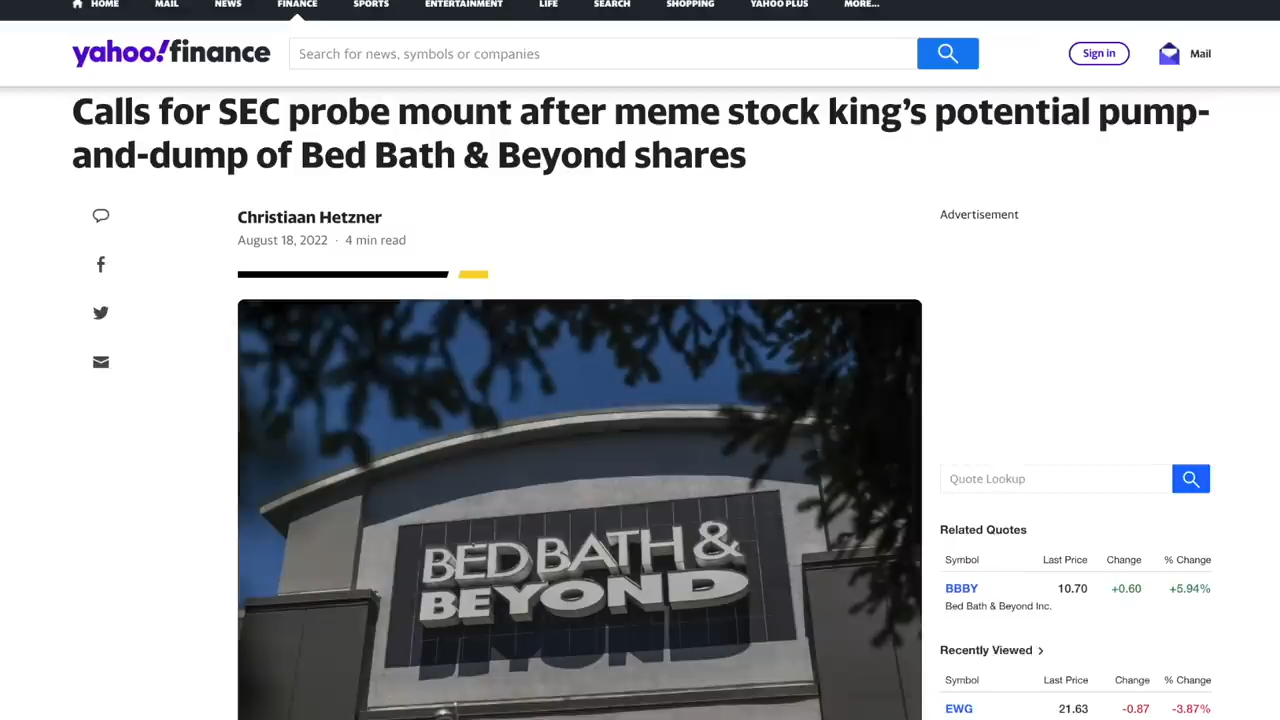 HOME MAIL NEWS FINANCE SPORTS ENTERTAINMENT LIFE SEARCH SHOPPING YAHOO PLUS MORE...
yahoo!finance Search for news, symbols or companies Sign in Mail
Calls for SEC probe mount after meme stock king’s potential pump-
and-dump of Bed Bath & Beyond shares
Christiaan Hetzner
August 18, 2022 · 4 min read
Advertisement
BED BATH &
BEYOND
Quote Lookup
Related Quotes
Symbol Last Price Change % Change
BBBY 10.70 +0.60 +5.94%
Bed Bath & Beyond Inc.
Recently Viewed >
Symbol Last Price Change % Change
EWG 21.63 -0.87 -3.87%